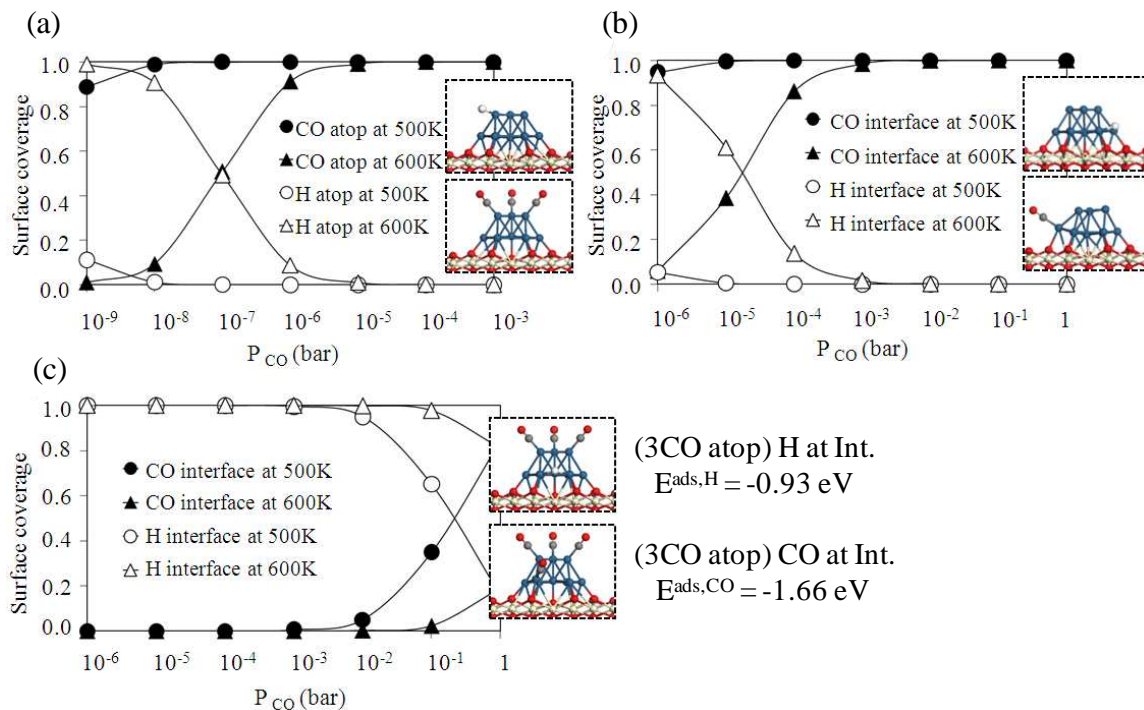 (a)
Surface coverage
1.0
0.8
0.6
0.4
0.2
0.0
CO atop at 500K
CO atop at 600K
H atop at 500K
H atop at 600K
10-9 10-8 10-7 10-6 10-5 10-4 10-3
P CO (bar)
(b)
Surface coverage
1.0
0.8
0.6
0.4
0.2
0.0
CO interface at 500K
CO interface at 600K
H interface at 500K
H interface at 600K
10-6 10-5 10-4 10-3 10-2 10-1 1
P CO (bar)
(c)
Surface coverage
1.0
0.8
0.6
0.4
0.2
0.0
CO interface at 500K
CO interface at 600K
H interface at 500K
H interface at 600K
10-6 10-5 10-4 10-3 10-2 10-1 1
P CO (bar)
(3CO atop) H at Int.
Eads,H = -0.93 eV
(3CO atop) CO at Int.
Eads,CO = -1.66 eV